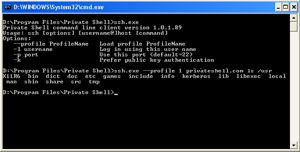 D:\WINDOWS\System32\cmd.exe
D:\Program Files\Private Shell>ssh.exe
Private Shell command line client version 1.0.1.89
Usage: ssh [options] [username@]host [command]
Options:
--profile ProfileName Load profile ProfileName
-l username Log in using this user name
-p port Use this port (default=22)
-k Prefer public key authentication
D:\Program Files\Private Shell>ssh.exe --profile 1 privateshell.com ls /usr
X11R6 bin dict doc etc games include info kerberos lib libexec local
man sbin share src tmp
D:\Program Files\Private Shell>